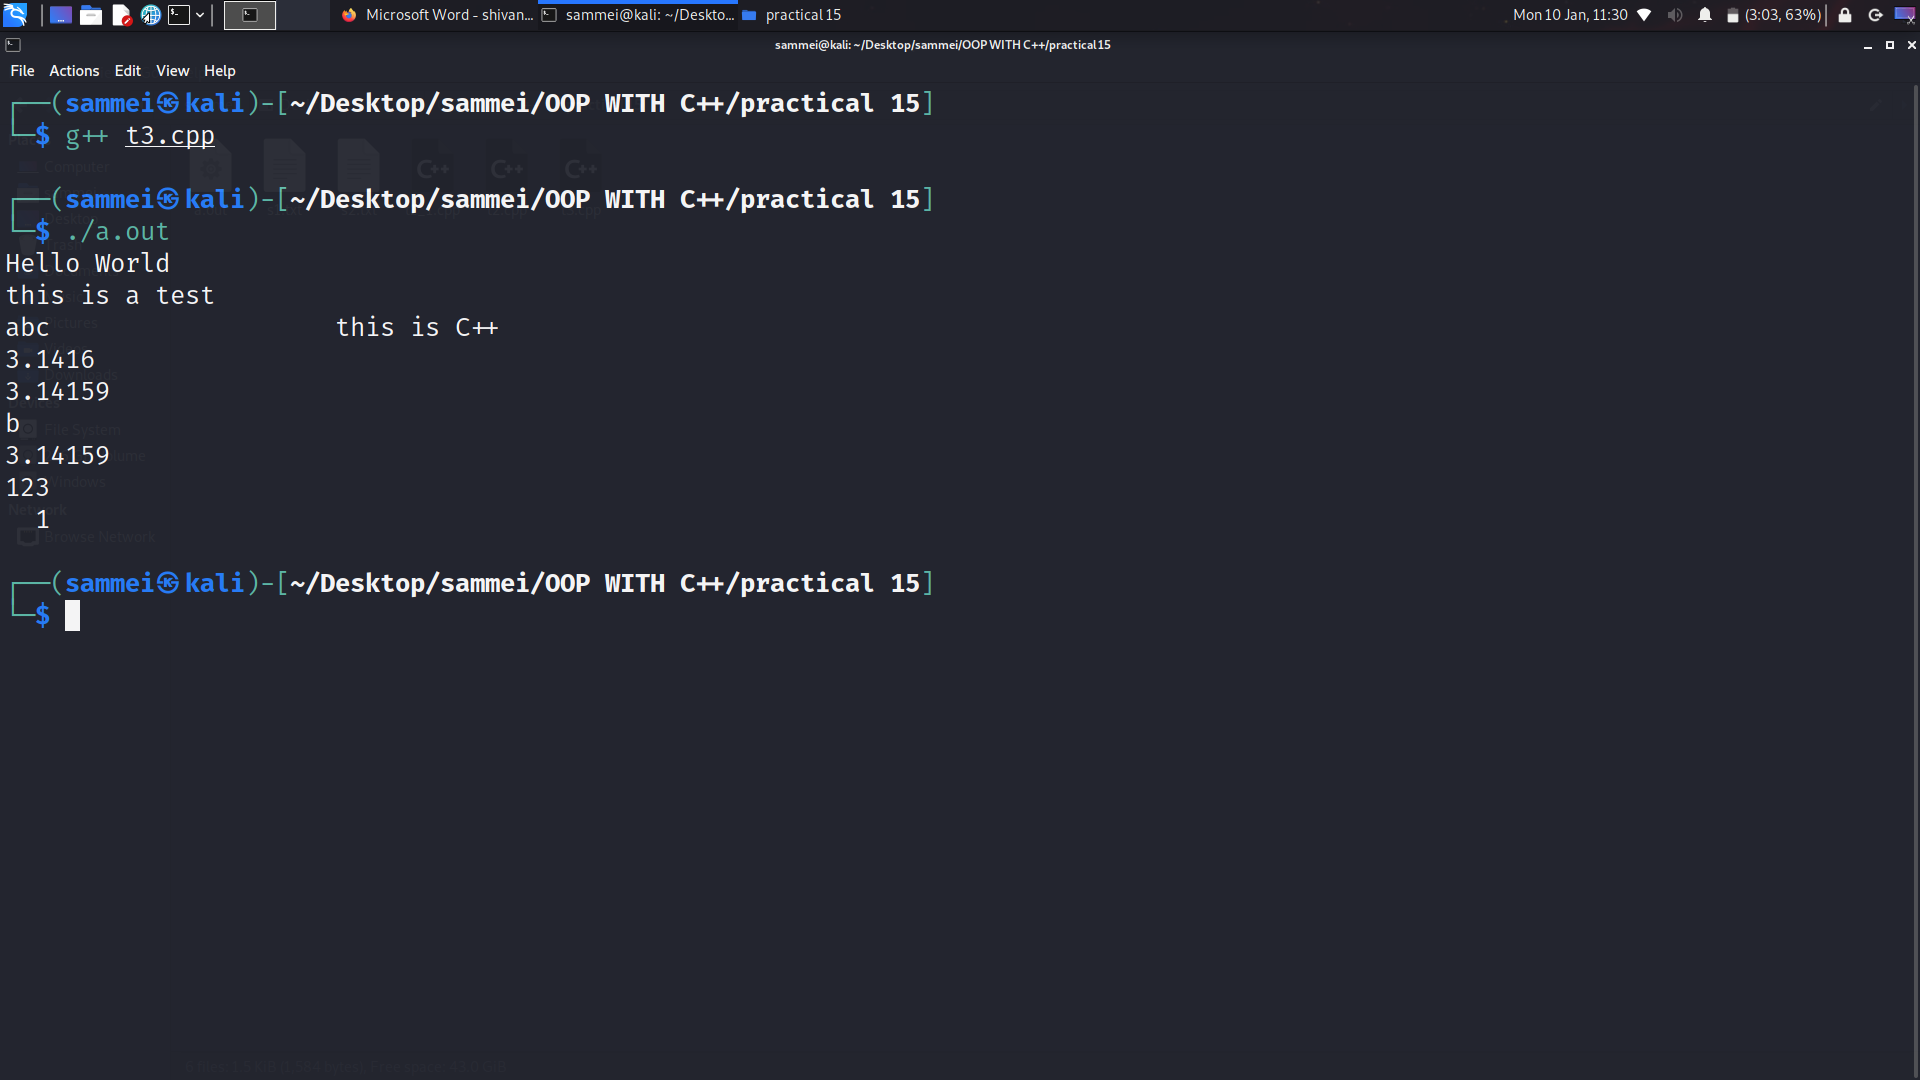 Microsoft Word - shivan... sammei@kali: ~/Deskto... practical 15 Mon 10 Jan, 11:30 (3:03, 63%)
sammei@kali: ~/Desktop/sammei/OOP WITH C++/practical 15
File Actions Edit View Help
┌──(sammei㉿kali)-[~/Desktop/sammei/OOP WITH C++/practical 15]
└─$ g++ t3.cpp
┌──(sammei㉿kali)-[~/Desktop/sammei/OOP WITH C++/practical 15]
└─$ ./a.out
Hello World
this is a test
abc                   this is C++
3.1416
3.14159
b
3.14159
123
  1
┌──(sammei㉿kali)-[~/Desktop/sammei/OOP WITH C++/practical 15]
└─$